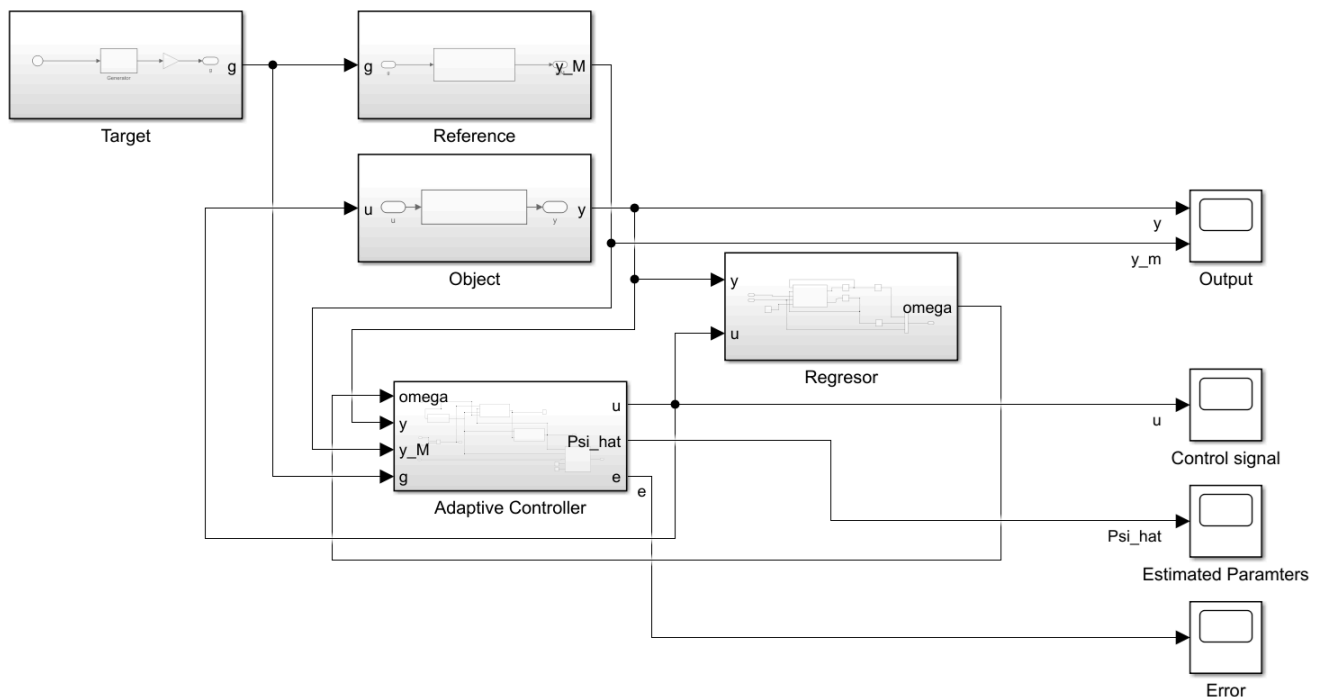 g
Generator
g
Target
g
y_M
Reference
u
u
y
y
Object
y
y_m
Output
y
u
omega
Regresor
omega
y
y_M
g
u
Psi_hat
e
e
Adaptive Controller
u
Control signal
Psi_hat
Estimated Paramters
Error